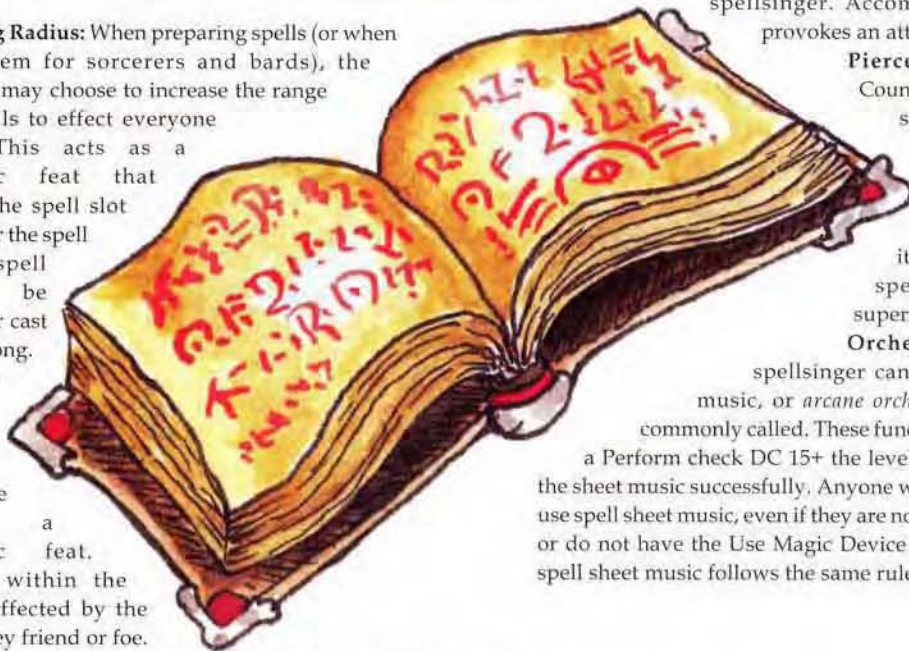 g Radius: When preparing spells (or when
em for sorcerers and bards), the
may choose to increase the range
ls to effect everyone
This acts as a
c feat that
he spell slot
r the spell
spell
be
r cast
ong.
e
a
c feat.
within the
ffected by the
ey friend or foe.
spellsinger. Accom
provokes an att
Pierce
Coun
s
it
spe
super
Orche
spellsinger can
music, or arcane orch
commonly called. These func
a Perform check DC 15+ the level
the sheet music successfully. Anyone w
use spell sheet music, even if they are no
or do not have the Use Magic Device
spell sheet music follows the same rule